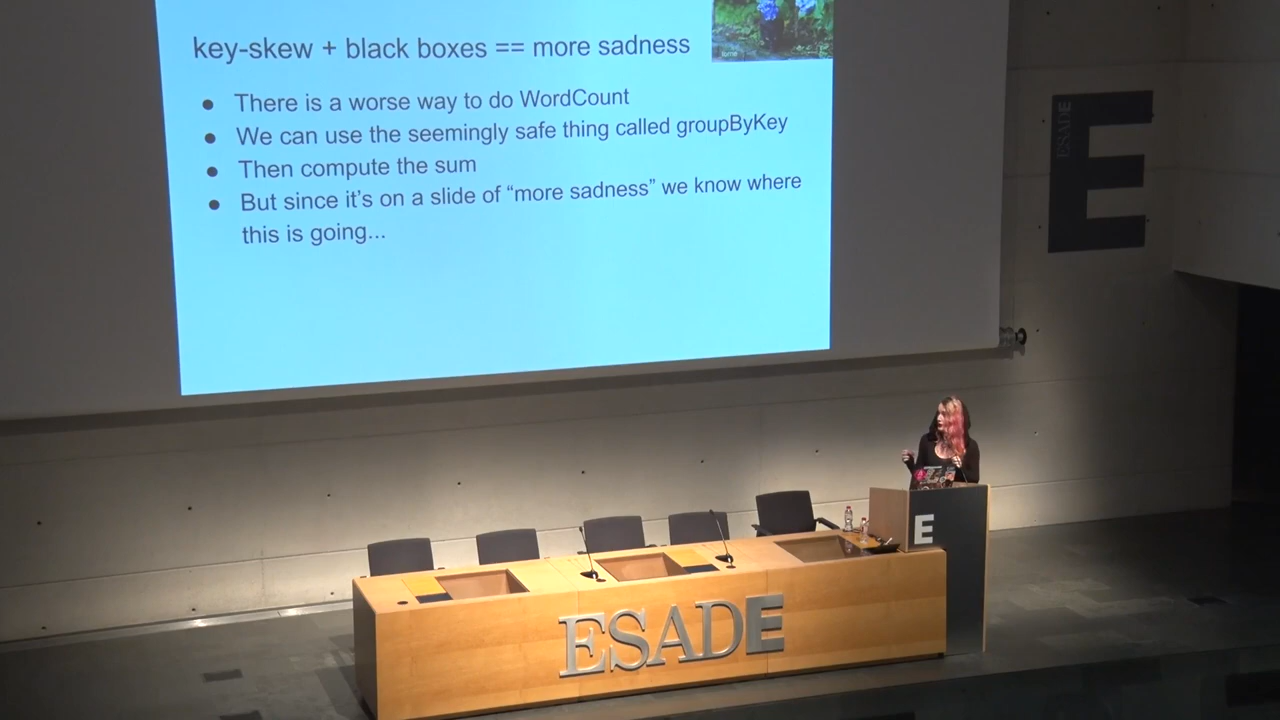 key-skew + black boxes == more sadness
● There is a worse way to do WordCount
● We can use the seemingly safe thing called groupByKey
● Then compute the sum
● But since it’s on a slide of “more sadness” we know where
this is going...
ESADE
E
E
ESADE